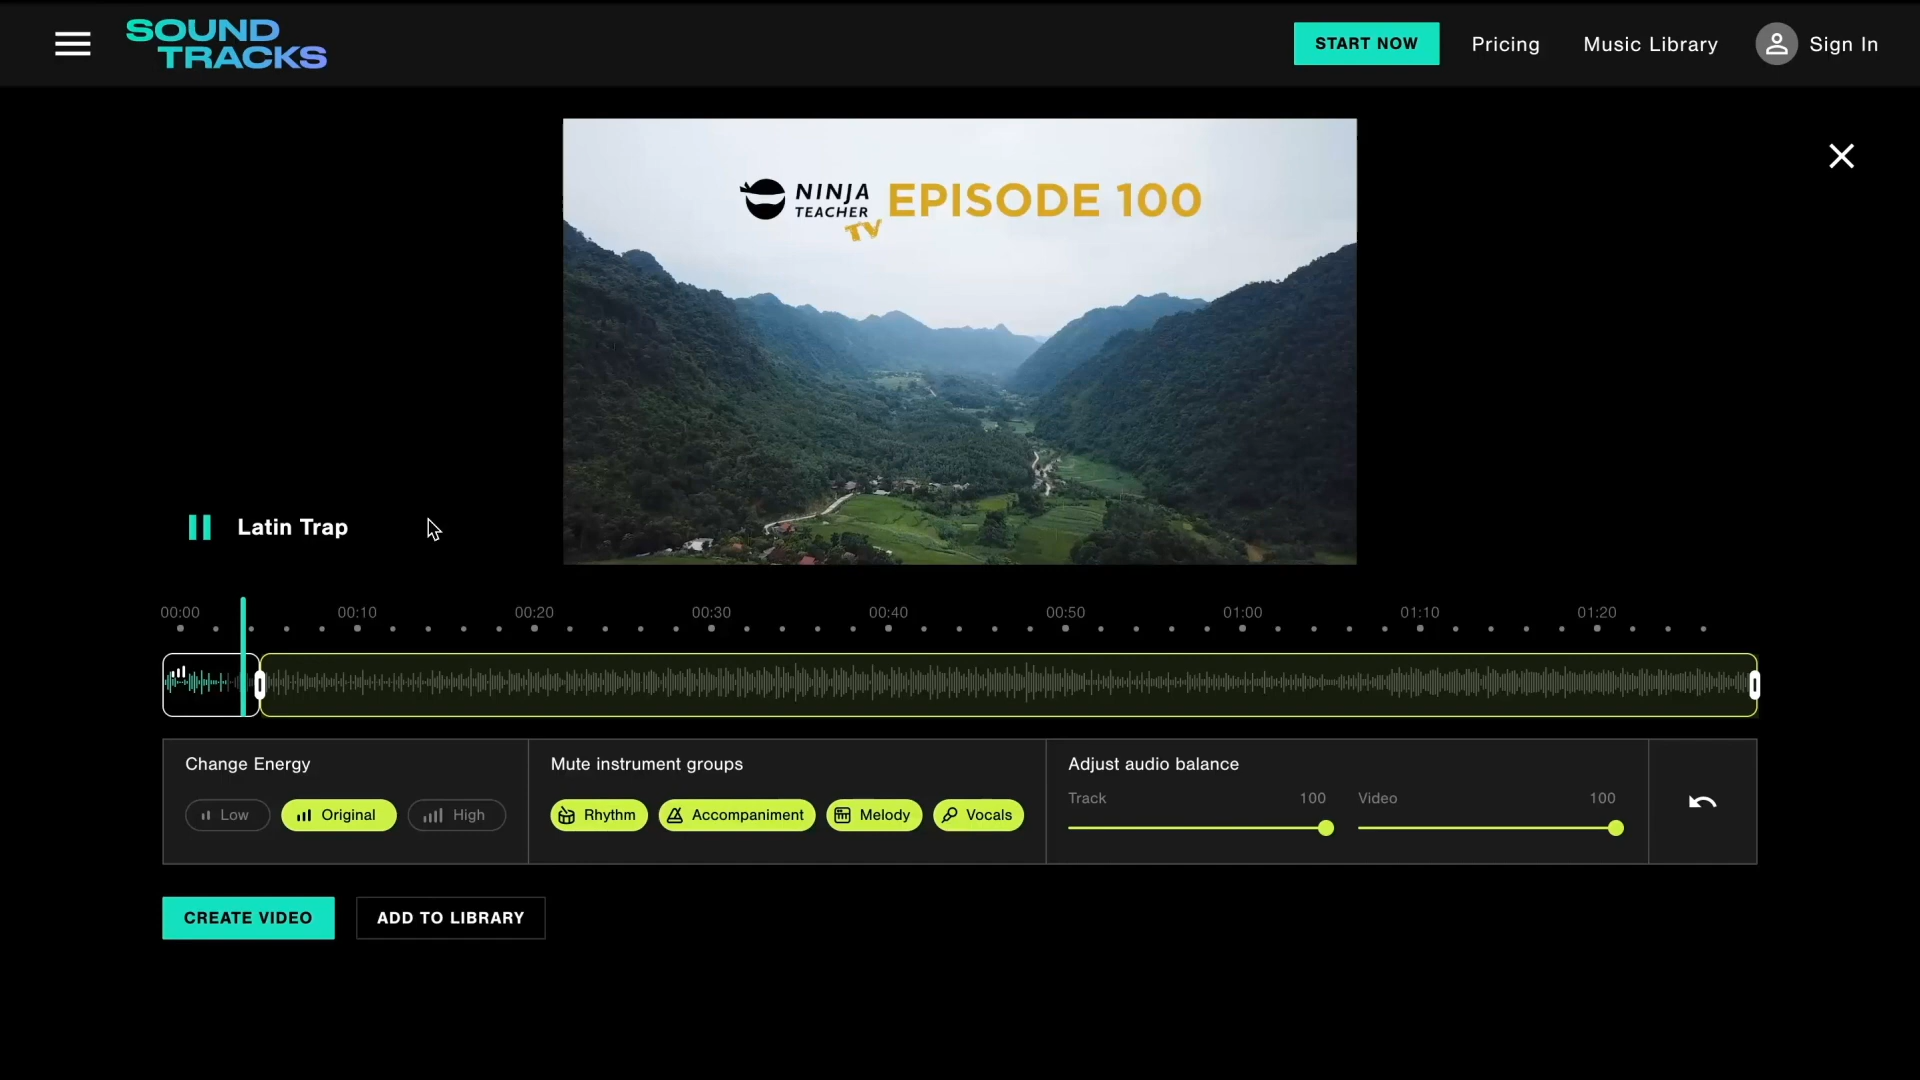 SOUND
TRACKS
START NOW
Pricing
Music Library
Sign In
NINJA
TEACHER
TV
EPISODE 100
Latin Trap
00:00 00:10 00:20 00:30 00:40 00:50 01:00 01:10 01:20
Change Energy
Low
Original
High
Mute instrument groups
Rhythm
Accompaniment
Melody
Vocals
Adjust audio balance
Track 100
Video 100
CREATE VIDEO
ADD TO LIBRARY